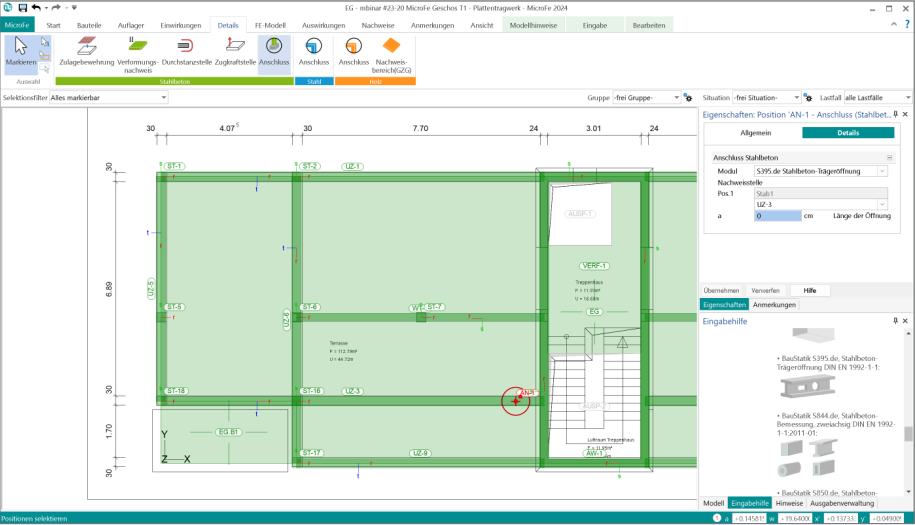 EG - mbinar #23-20 MicroFe Geschos T1 - Plattentragwerk - MicroFe 2024
MicroFe Start Bauteile Auflager Einwirkungen Details FE-Modell Auswirkungen Nachweise Anmerkungen Ansicht Modellhinweise Eingabe Bearbeiten
Markieren Zulagebewehrung Verformungs-nachweis Durchstanzstelle Zugkraftstelle Anschluss Anschluss Anschluss Nachweis-bereich(GZG)
Auswahl Stahlbeton Stahl Holz
Selektionsfilter Alles markierbar Gruppe -frei Gruppe- Situation -frei Situation- Lastfall alle Lastfälle
Eigenschaften: Position 'AN-1 - Anschluss (Stahlbet...
Allgemein Details
Anschluss Stahlbeton
Modul S395.de Stahlbeton-Trägeröffnung
Nachweisstelle
Pos.1 Stab1
UZ-3
a 0 cm Länge der Öffnung
Übernehmen Verwerfen Hilfe
Eigenschaften Anmerkungen
Eingabehilfe
• BauStatik S395.de, Stahlbeton-
Trägeröffnung DIN EN 1992-1-1:
• BauStatik S844.de, Stahlbeton-
Bemessung, zweiachsig DIN EN 1992-
1-1:2011-01:
• BauStatik S850.de, Stahlbeton-
Modell Eingabehilfe Hinweise Ausgabenverwaltung
30 4.07 5 30 7.70 24 3.01 24
30
6.89
30
1.70
30
ST-1 ST-2 UZ-1
AUSP-1
VERF-1
Treppenhaus
EG
UZ-5
ST-5 UZ-6 ST-6 ST-7
Terrasse
F = 112.79m²
U = 44.72m
ST-18 ST-16 UZ-3 AN-1
AUSP-2
EG.B1
Y
Z X
Luftraum Treppenhaus
ST-17 UZ-9 AW-1
Positionen selektieren